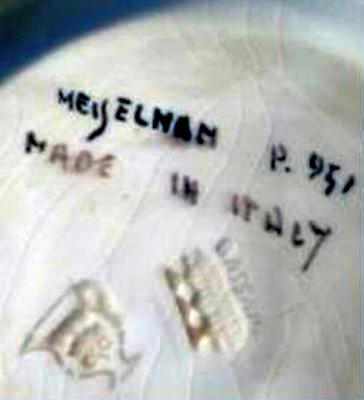 MEISELMAN P. 951
MADE IN ITALY